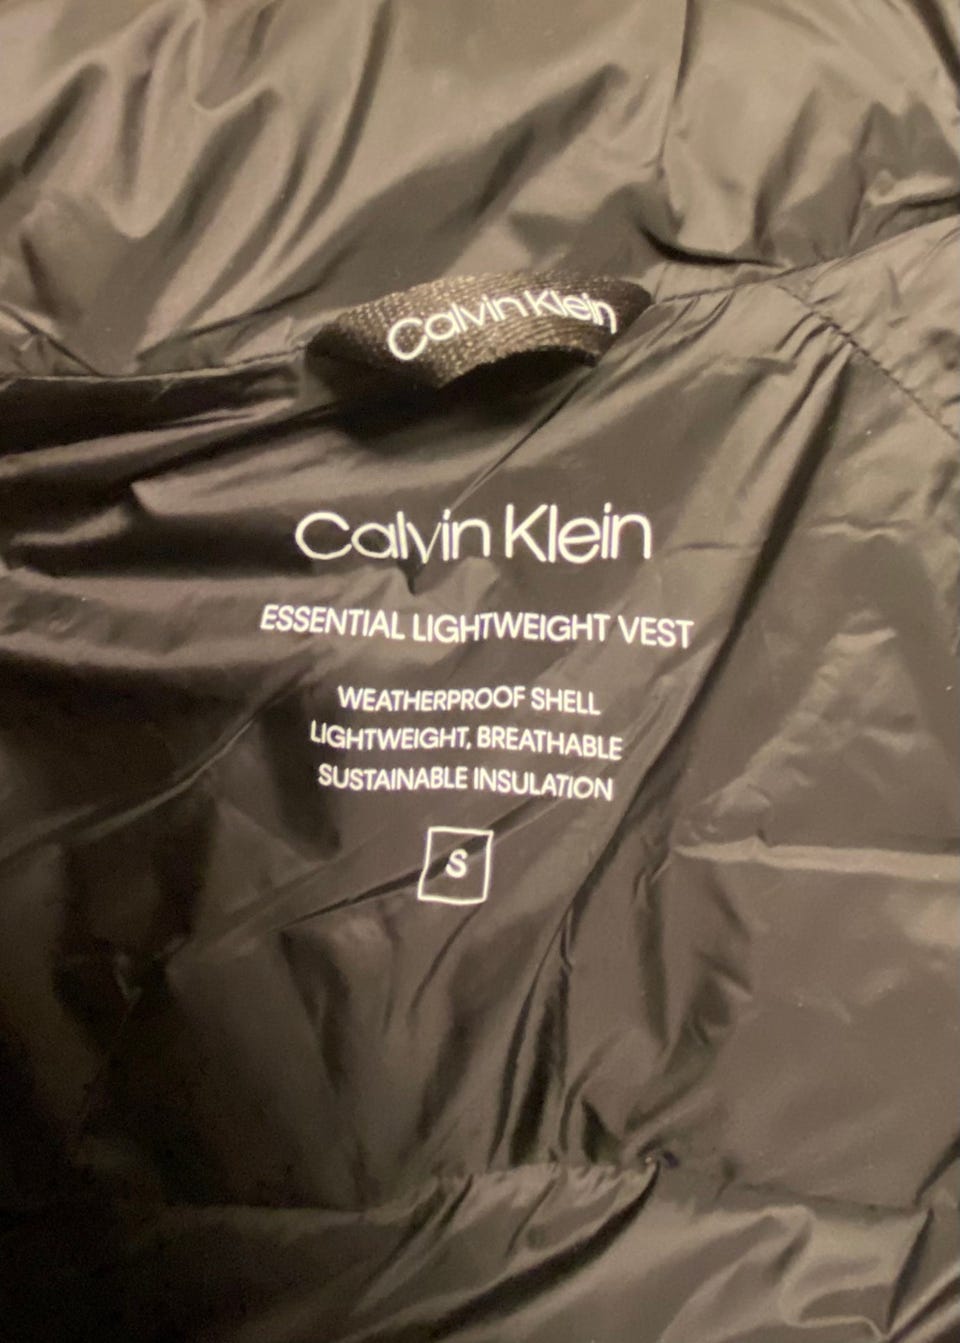 Calvin Klein
Calvin Klein
ESSENTIAL LIGHTWEIGHT VEST
WEATHERPROOF SHELL
LIGHTWEIGHT, BREATHABLE
SUSTAINABLE INSULATION
S